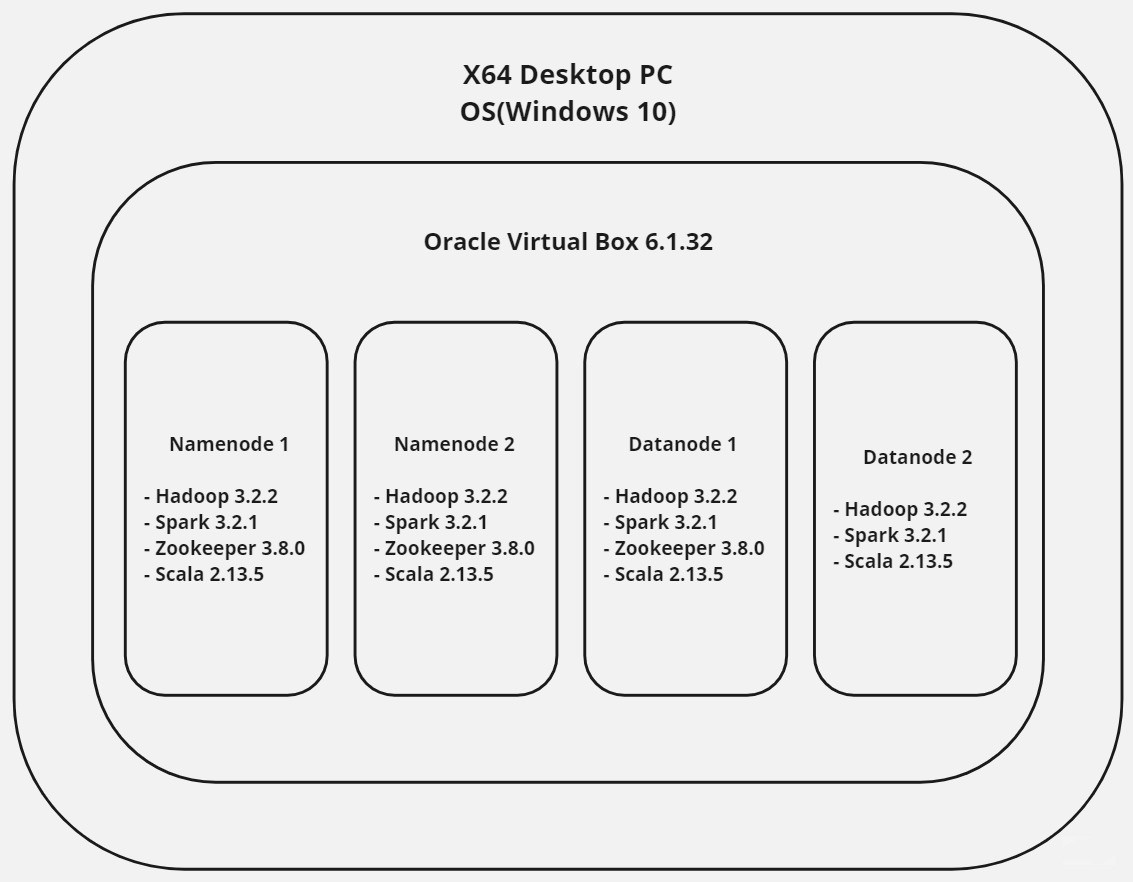 X64 Desktop PC
OS(Windows 10)
Oracle Virtual Box 6.1.32
Namenode 1
- Hadoop 3.2.2
- Spark 3.2.1
- Zookeeper 3.8.0
- Scala 2.13.5
Namenode 2
- Hadoop 3.2.2
- Spark 3.2.1
- Zookeeper 3.8.0
- Scala 2.13.5
Datanode 1
- Hadoop 3.2.2
- Spark 3.2.1
- Zookeeper 3.8.0
- Scala 2.13.5
Datanode 2
- Hadoop 3.2.2
- Spark 3.2.1
- Scala 2.13.5